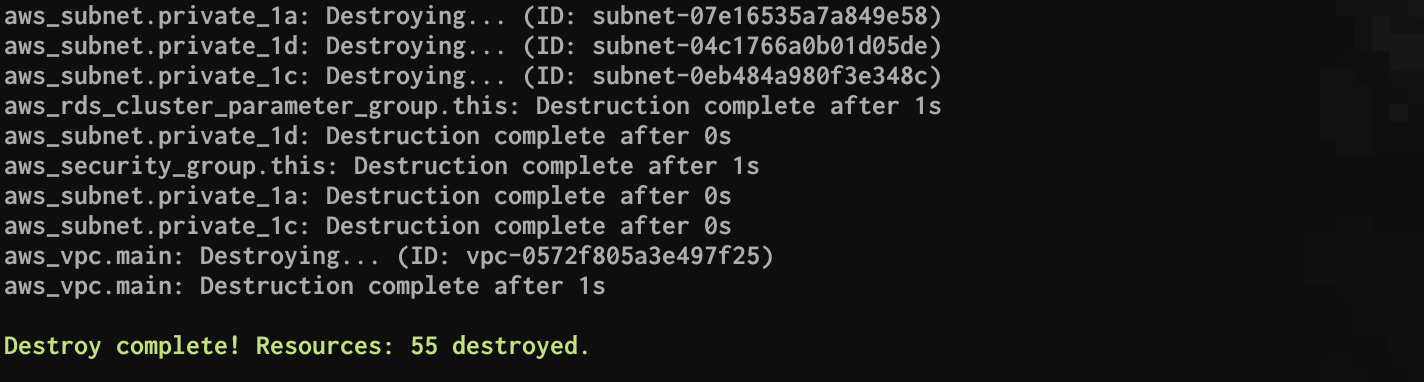 aws_subnet.private_1a: Destroying... (ID: subnet-07e16535a7a849e58)
aws_subnet.private_1d: Destroying... (ID: subnet-04c1766a0b01d05de)
aws_subnet.private_1c: Destroying... (ID: subnet-0eb484a980f3e348c)
aws_rds_cluster_parameter_group.this: Destruction complete after 1s
aws_subnet.private_1d: Destruction complete after 0s
aws_security_group.this: Destruction complete after 1s
aws_subnet.private_1a: Destruction complete after 0s
aws_subnet.private_1c: Destruction complete after 0s
aws_vpc.main: Destroying... (ID: vpc-0572f805a3e497f25)
aws_vpc.main: Destruction complete after 1s
Destroy complete! Resources: 55 destroyed.